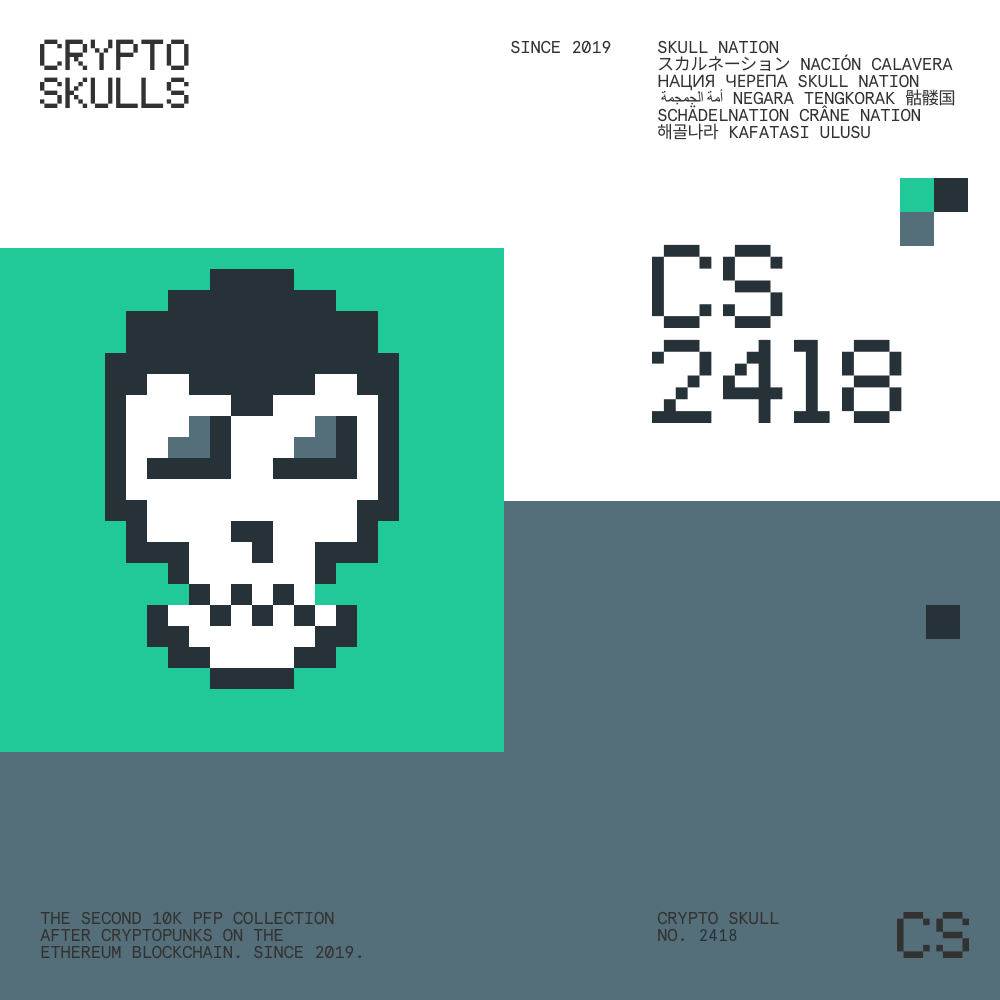 CRYPTO
SKULLS
SINCE 2019
SKULL NATION
スカルネーション NACIÓN CALAVERA
НАЦИЯ ЧЕРЕПА SKULL NATION
أمة الجمجمة NEGARA TENGKORAK 骷髅国
SCHÄDELNATION CRÂNE NATION
해골나라 KAFATASI ULUSU
CS
2418
THE SECOND 10K PFP COLLECTION
AFTER CRYPTOPUNKS ON THE
ETHEREUM BLOCKCHAIN. SINCE 2019.
CRYPTO SKULL
NO. 2418
CS